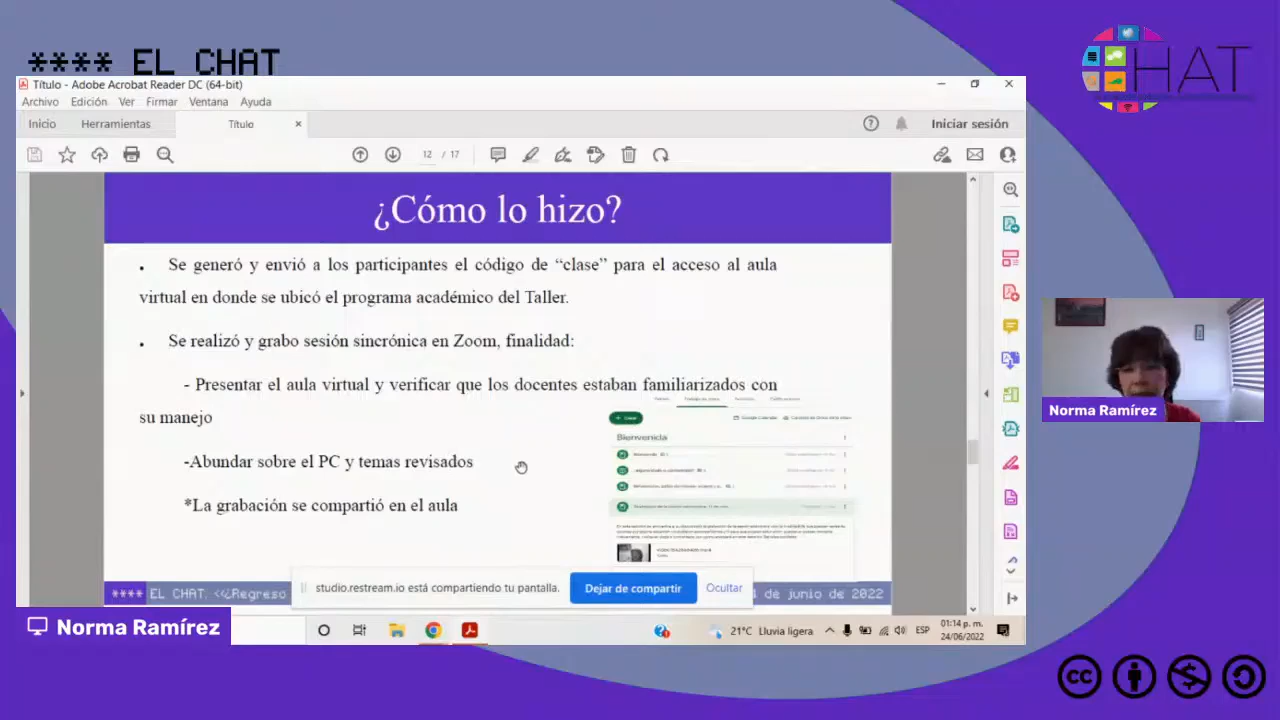 **** EL CHAT
HAT
Título - Adobe Acrobat Reader DC (64-bit)
Archivo Edición Ver Firmar Ventana Ayuda
Inicio Herramientas Título × Iniciar sesión
12 / 17
¿Cómo lo hizo?
• Se generó y envió a los participantes el código de “clase” para el acceso al aula
virtual en donde se ubicó el programa académico del Taller.
• Se realizó y grabo sesión sincrónica en Zoom, finalidad:
- Presentar el aula virtual y verificar que los docentes estaban familiarizados con
su manejo
-Abundar sobre el PC y temas revisados
*La grabación se compartió en el aula
Bienvenida
Norma Ramírez
studio.restream.io está compartiendo tu pantalla. Dejar de compartir Ocultar
**** EL CHAT. <<¿Regreso de junio de 2022
Norma Ramírez
21°C Lluvia ligera ESP 01:14 p. m.
24/06/2022
cc